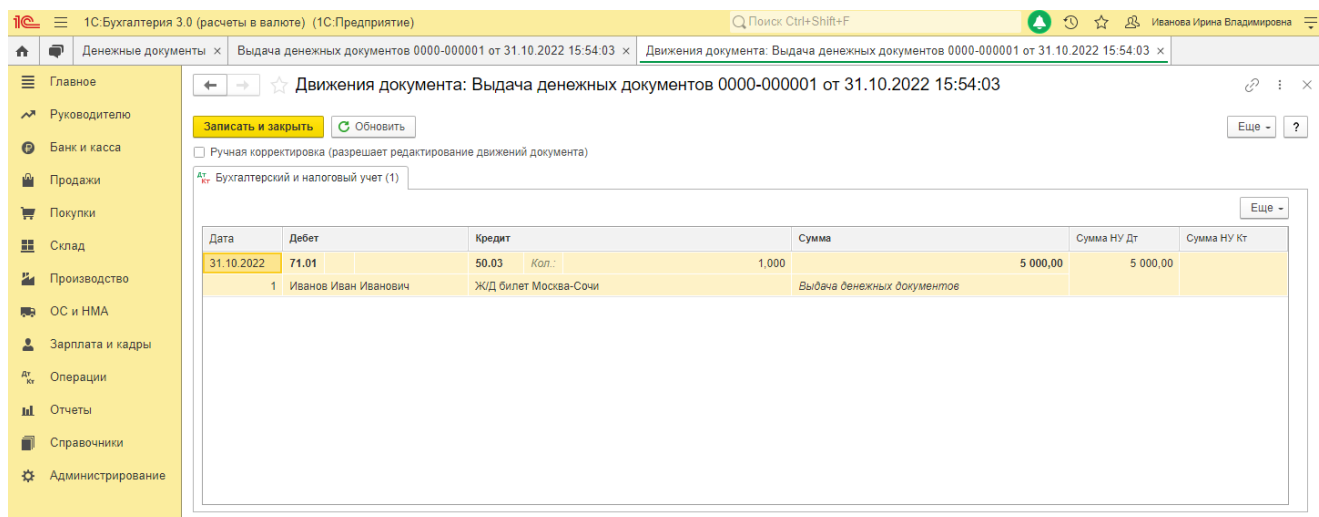 1С:Бухгалтерия 3.0 (расчеты в валюте) (1С:Предприятие) Поиск Ctrl+Shift+F Иванова Ирина Владимировна
Денежные документы × Выдача денежных документов 0000-000001 от 31.10.2022 15:54:03 × Движения документа: Выдача денежных документов 0000-000001 от 31.10.2022 15:54:03 ×
Главное
Руководителю
Банк и касса
Продажи
Покупки
Склад
Производство
ОС и НМА
Зарплата и кадры
Операции
Отчеты
Справочники
Администрирование
Движения документа: Выдача денежных документов 0000-000001 от 31.10.2022 15:54:03
Записать и закрыть Обновить Еще ?
Ручная корректировка (разрешает редактирование движений документа)
Дт Кт Бухгалтерский и налоговый учет (1)
Еще
Дата Дебет Кредит Сумма Сумма НУ Дт Сумма НУ Кт
31.10.2022 71.01 50.03 Кол.: 1,000 5 000,00 5 000,00
1 Иванов Иван Иванович Ж/Д билет Москва-Сочи Выдача денежных документов